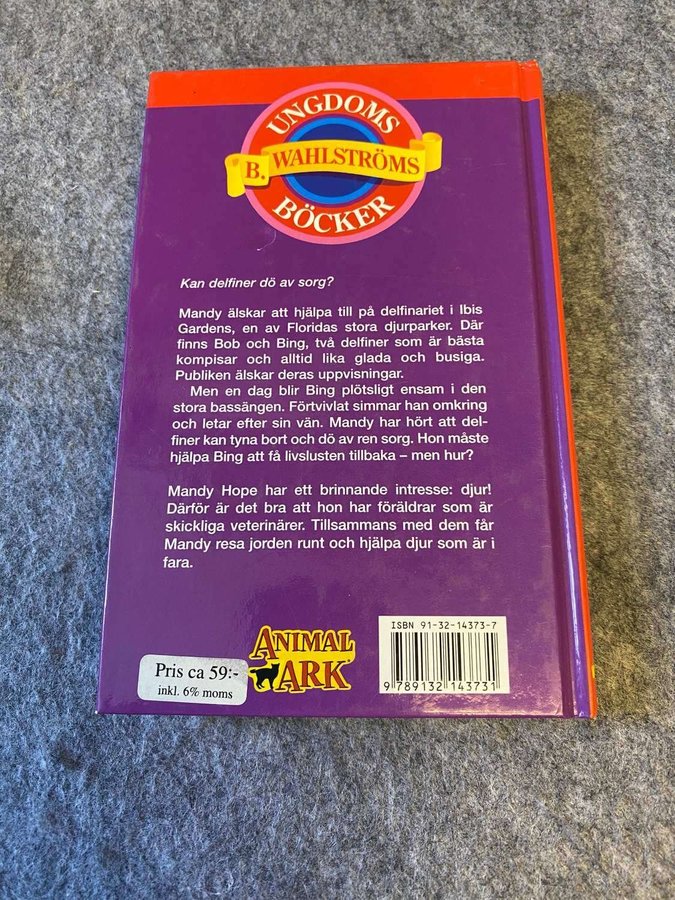 UNGDOMS
B. WAHLSTRÖMS
BÖCKER
Kan delfiner dö av sorg?
Mandy älskar att hjälpa till på delfinariet i Ibis
Gardens, en av Floridas stora djurparker. Där
finns Bob och Bing, två delfiner som är bästa
kompisar och alltid lika glada och busiga.
Publiken älskar deras uppvisningar.
Men en dag blir Bing plötsligt ensam i den
stora bassängen. Förtvivlat simmar han omkring
och letar efter sin vän. Mandy har hört att del-
finer kan tyna bort och dö av ren sorg. Hon måste
hjälpa Bing att få livslusten tillbaka – men hur?
Mandy Hope har ett brinnande intresse: djur!
Därför är det bra att hon har föräldrar som är
skickliga veterinärer. Tillsammans med dem får
Mandy resa jorden runt och hjälpa djur som är i
fara.
ISBN 91-32-14373-7
9 789132 143731
ANIMAL
ARK
Pris ca 59:-
inkl. 6% moms